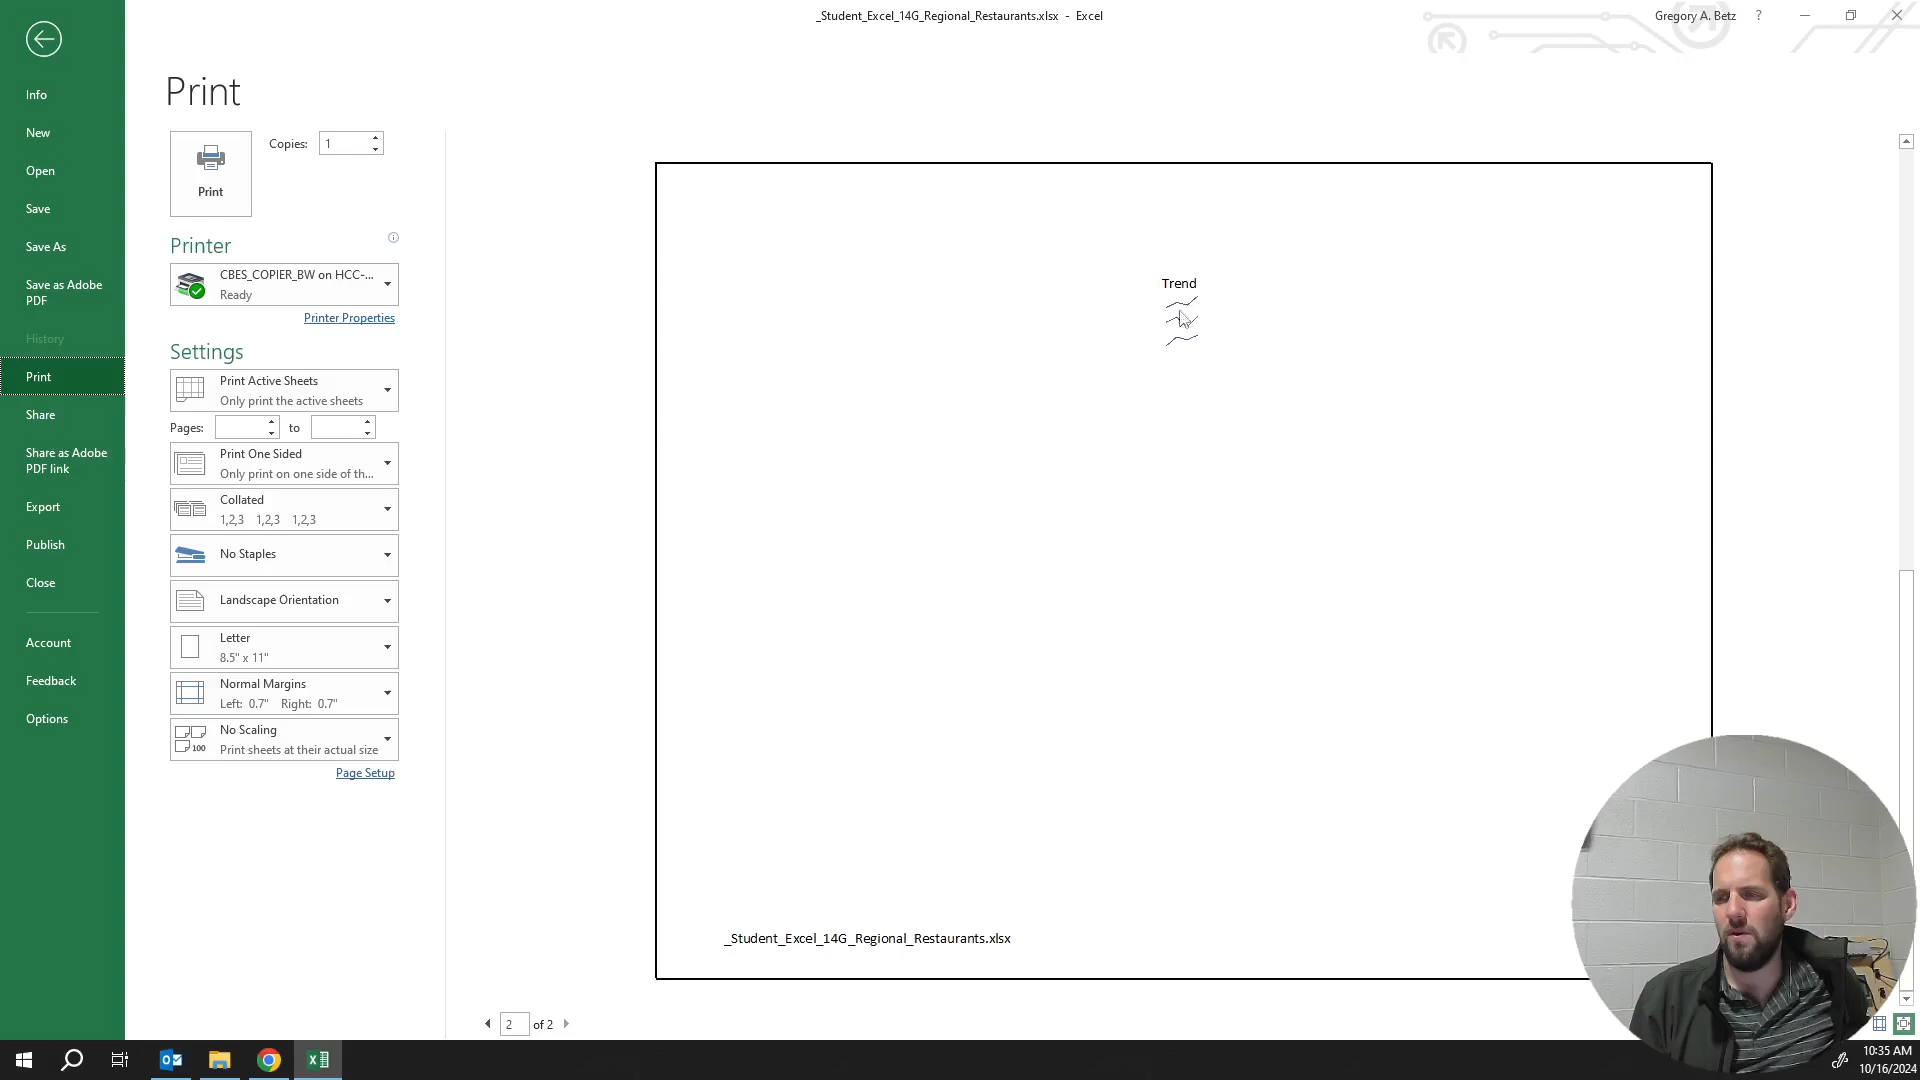 _Student_Excel_14G_Regional_Restaurants.xlsx - Excel
Gregory A. Betz ?
Print
Info
New
Open
Save
Save As
Save as Adobe
PDF
History
Print
Share
Share as Adobe
PDF link
Export
Publish
Close
Account
Feedback
Options
Print
Copies: 1
Printer
CBES_COPIER_BW on HCC-...
Ready
Printer Properties
Settings
Print Active Sheets
Only print the active sheets
Pages: to
Print One Sided
Only print on one side of th...
Collated
1,2,3 1,2,3 1,2,3
No Staples
Landscape Orientation
Letter
8.5" x 11"
Normal Margins
Left: 0.7" Right: 0.7"
No Scaling
Print sheets at their actual size
100
Page Setup
Trend
_Student_Excel_14G_Regional_Restaurants.xlsx
2 of 2
10:35 AM
10/16/2024